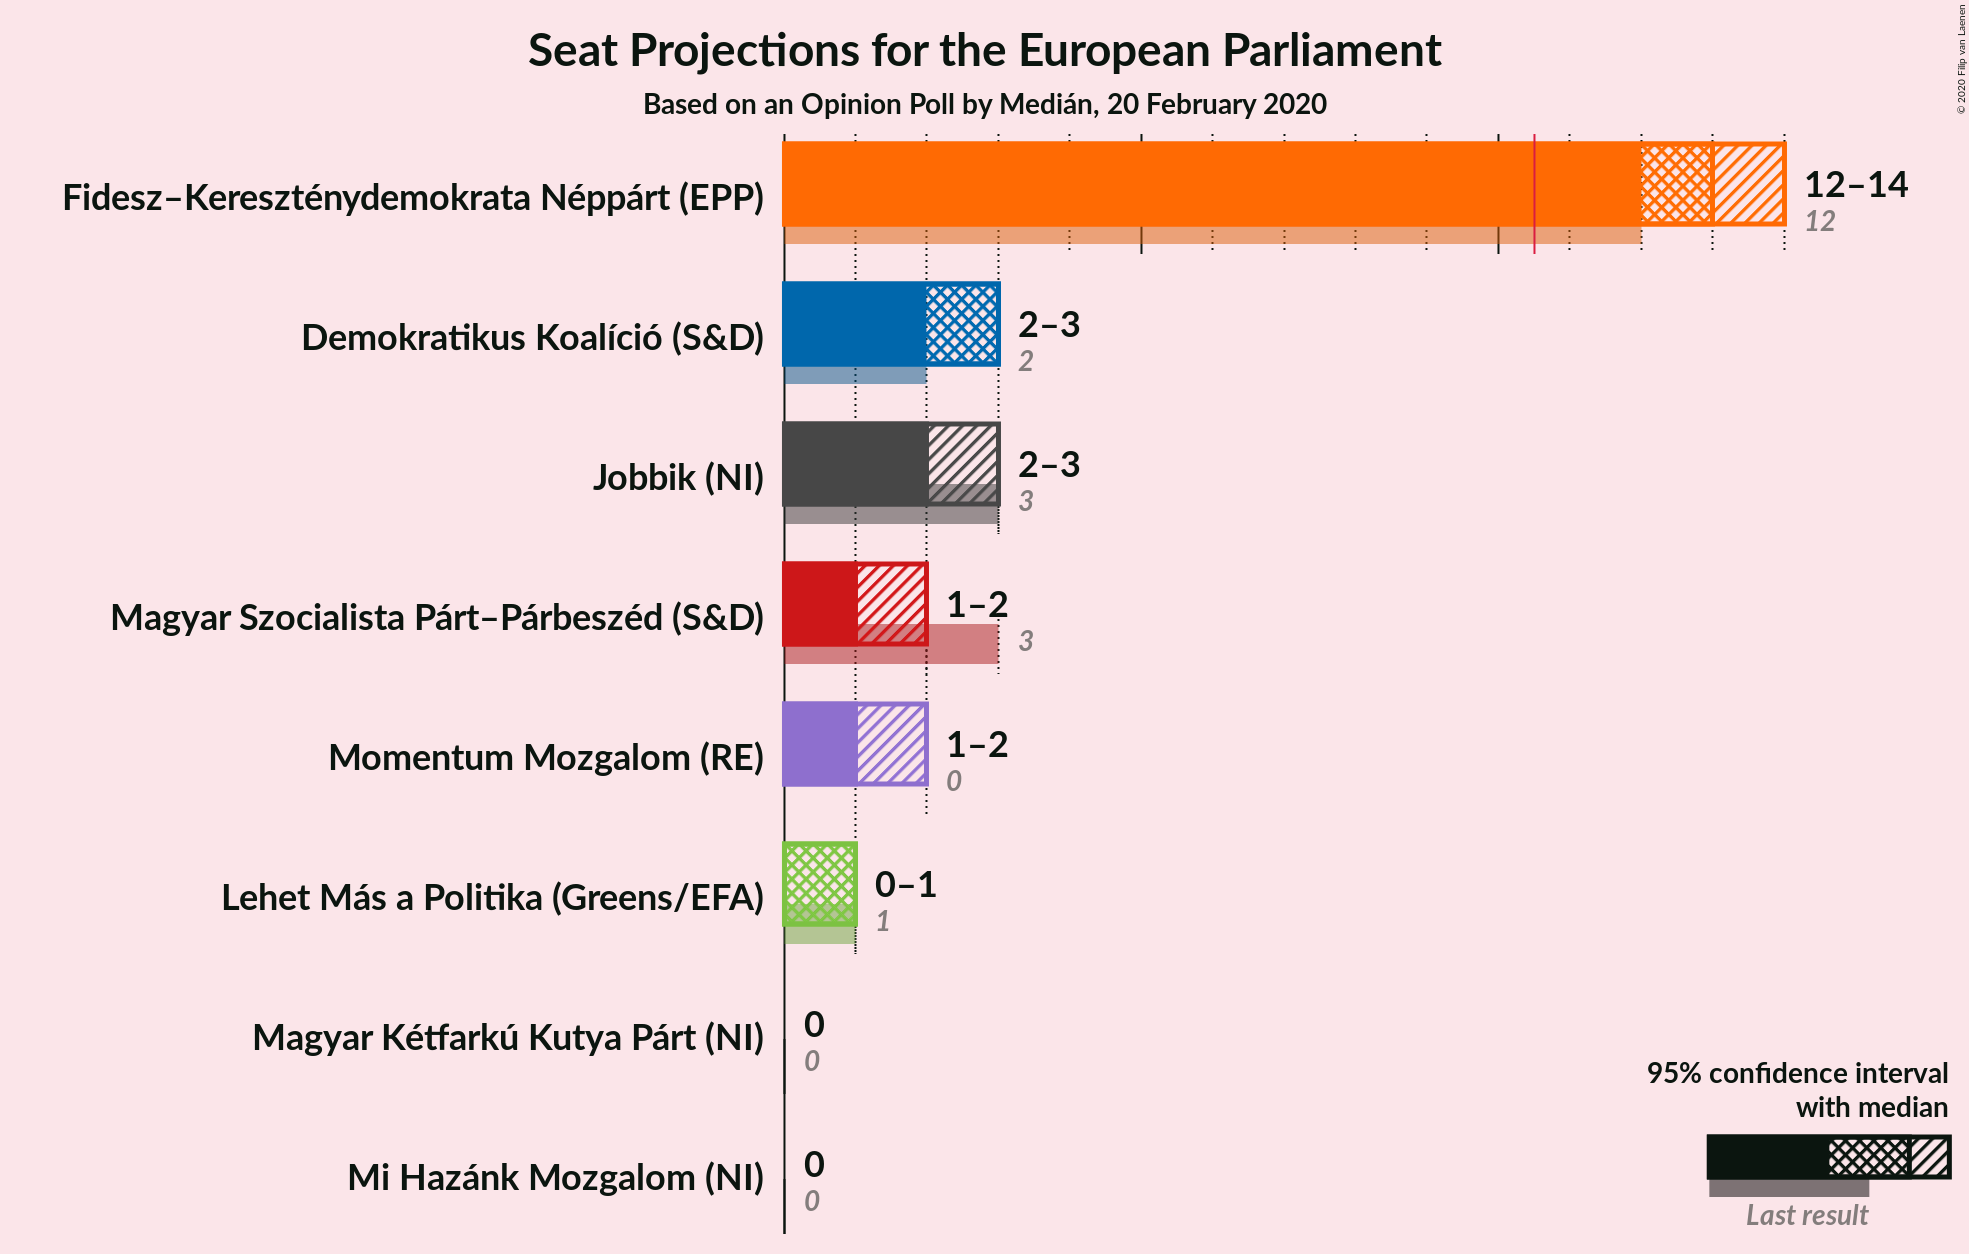 Seat Projections for the European Parliament
Based on an Opinion Poll by Medián, 20 February 2020
© 2020 Filip van Laenen
Fidesz–Kereszténydemokrata Néppárt (EPP)
12–14
12
Demokratikus Koalíció (S&D)
2–3
2
Jobbik (NI)
2–3
3
Magyar Szocialista Párt–Párbeszéd (S&D)
1–2
3
Momentum Mozgalom (RE)
1–2
0
Lehet Más a Politika (Greens/EFA)
0–1
1
Magyar Kétfarkú Kutya Párt (NI)
0
0
Mi Hazánk Mozgalom (NI)
0
0
95% confidence interval
with median
Last result